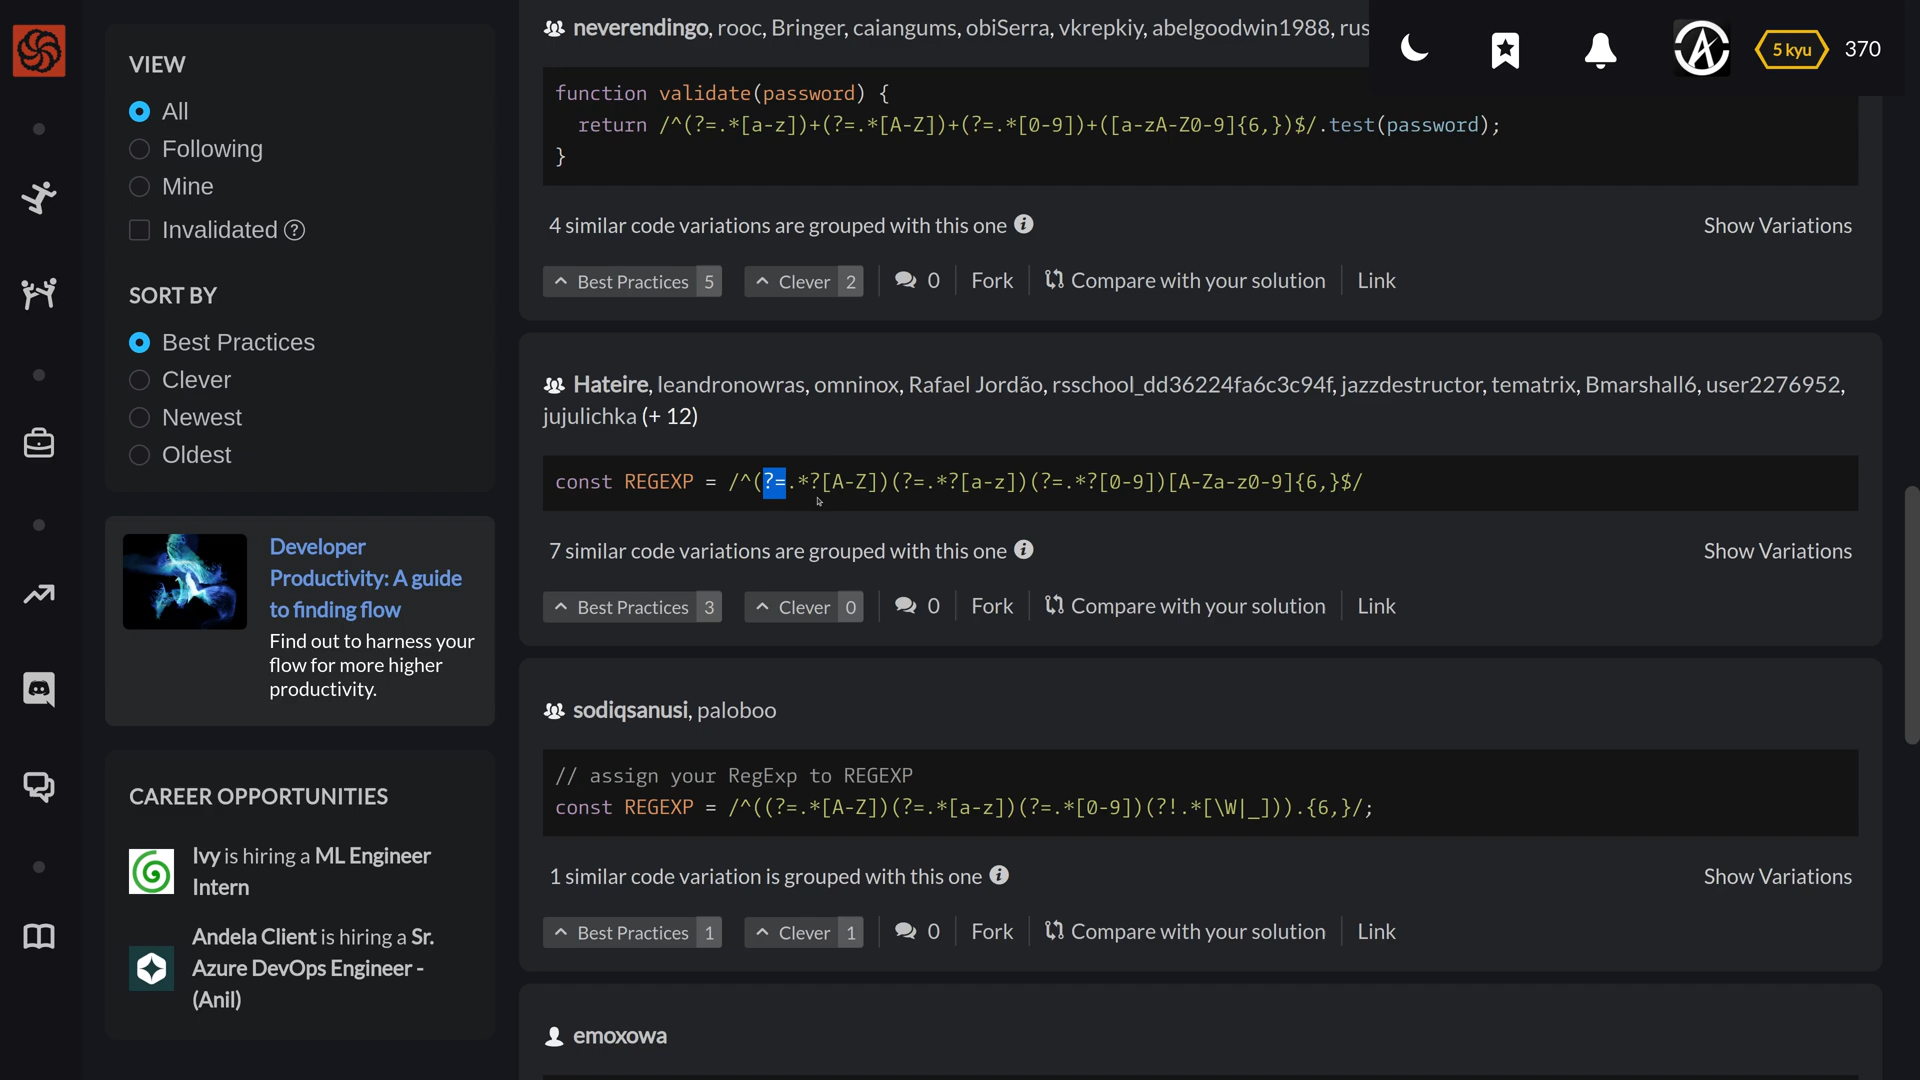 VIEW
All
Following
Mine
Invalidated ?
SORT BY
Best Practices
Clever
Newest
Oldest
Developer
Productivity: A guide
to finding flow
Find out to harness your
flow for more higher
productivity.
CAREER OPPORTUNITIES
Ivy is hiring a ML Engineer
Intern
Andela Client is hiring a Sr.
Azure DevOps Engineer -
(Anil)
5 kyu 370
neverendingo, rooc, Bringer, caiangums, obiSerra, vkrepkiy, abelgoodwin1988, rus
function validate(password) {
return /^(?=.*[a-z])+(?=.*[A-Z])+(?=.*[0-9])+([a-zA-Z0-9]{6,})$/.test(password);
}
4 similar code variations are grouped with this one
Show Variations
Best Practices 5 Clever 2 0 Fork Compare with your solution Link
Hateire, leandronowras, omninox, Rafael Jordão, rsschool_dd36224fa6c3c94f, jazzdestructor, tematrix, Bmarshall6, user2276952,
jujulichka (+ 12)
const REGEXP = /^(?=.*?[A-Z])(?=.*?[a-z])(?=.*?[0-9])[A-Za-z0-9]{6,}$/
7 similar code variations are grouped with this one
Show Variations
Best Practices 3 Clever 0 0 Fork Compare with your solution Link
sodiqsanusi, paloboo
// assign your RegExp to REGEXP
const REGEXP = /^((?=.*[A-Z])(?=.*[a-z])(?=.*[0-9])(?!.*[\W|_])).{6,}/;
1 similar code variation is grouped with this one
Show Variations
Best Practices 1 Clever 1 0 Fork Compare with your solution Link
emoxowa